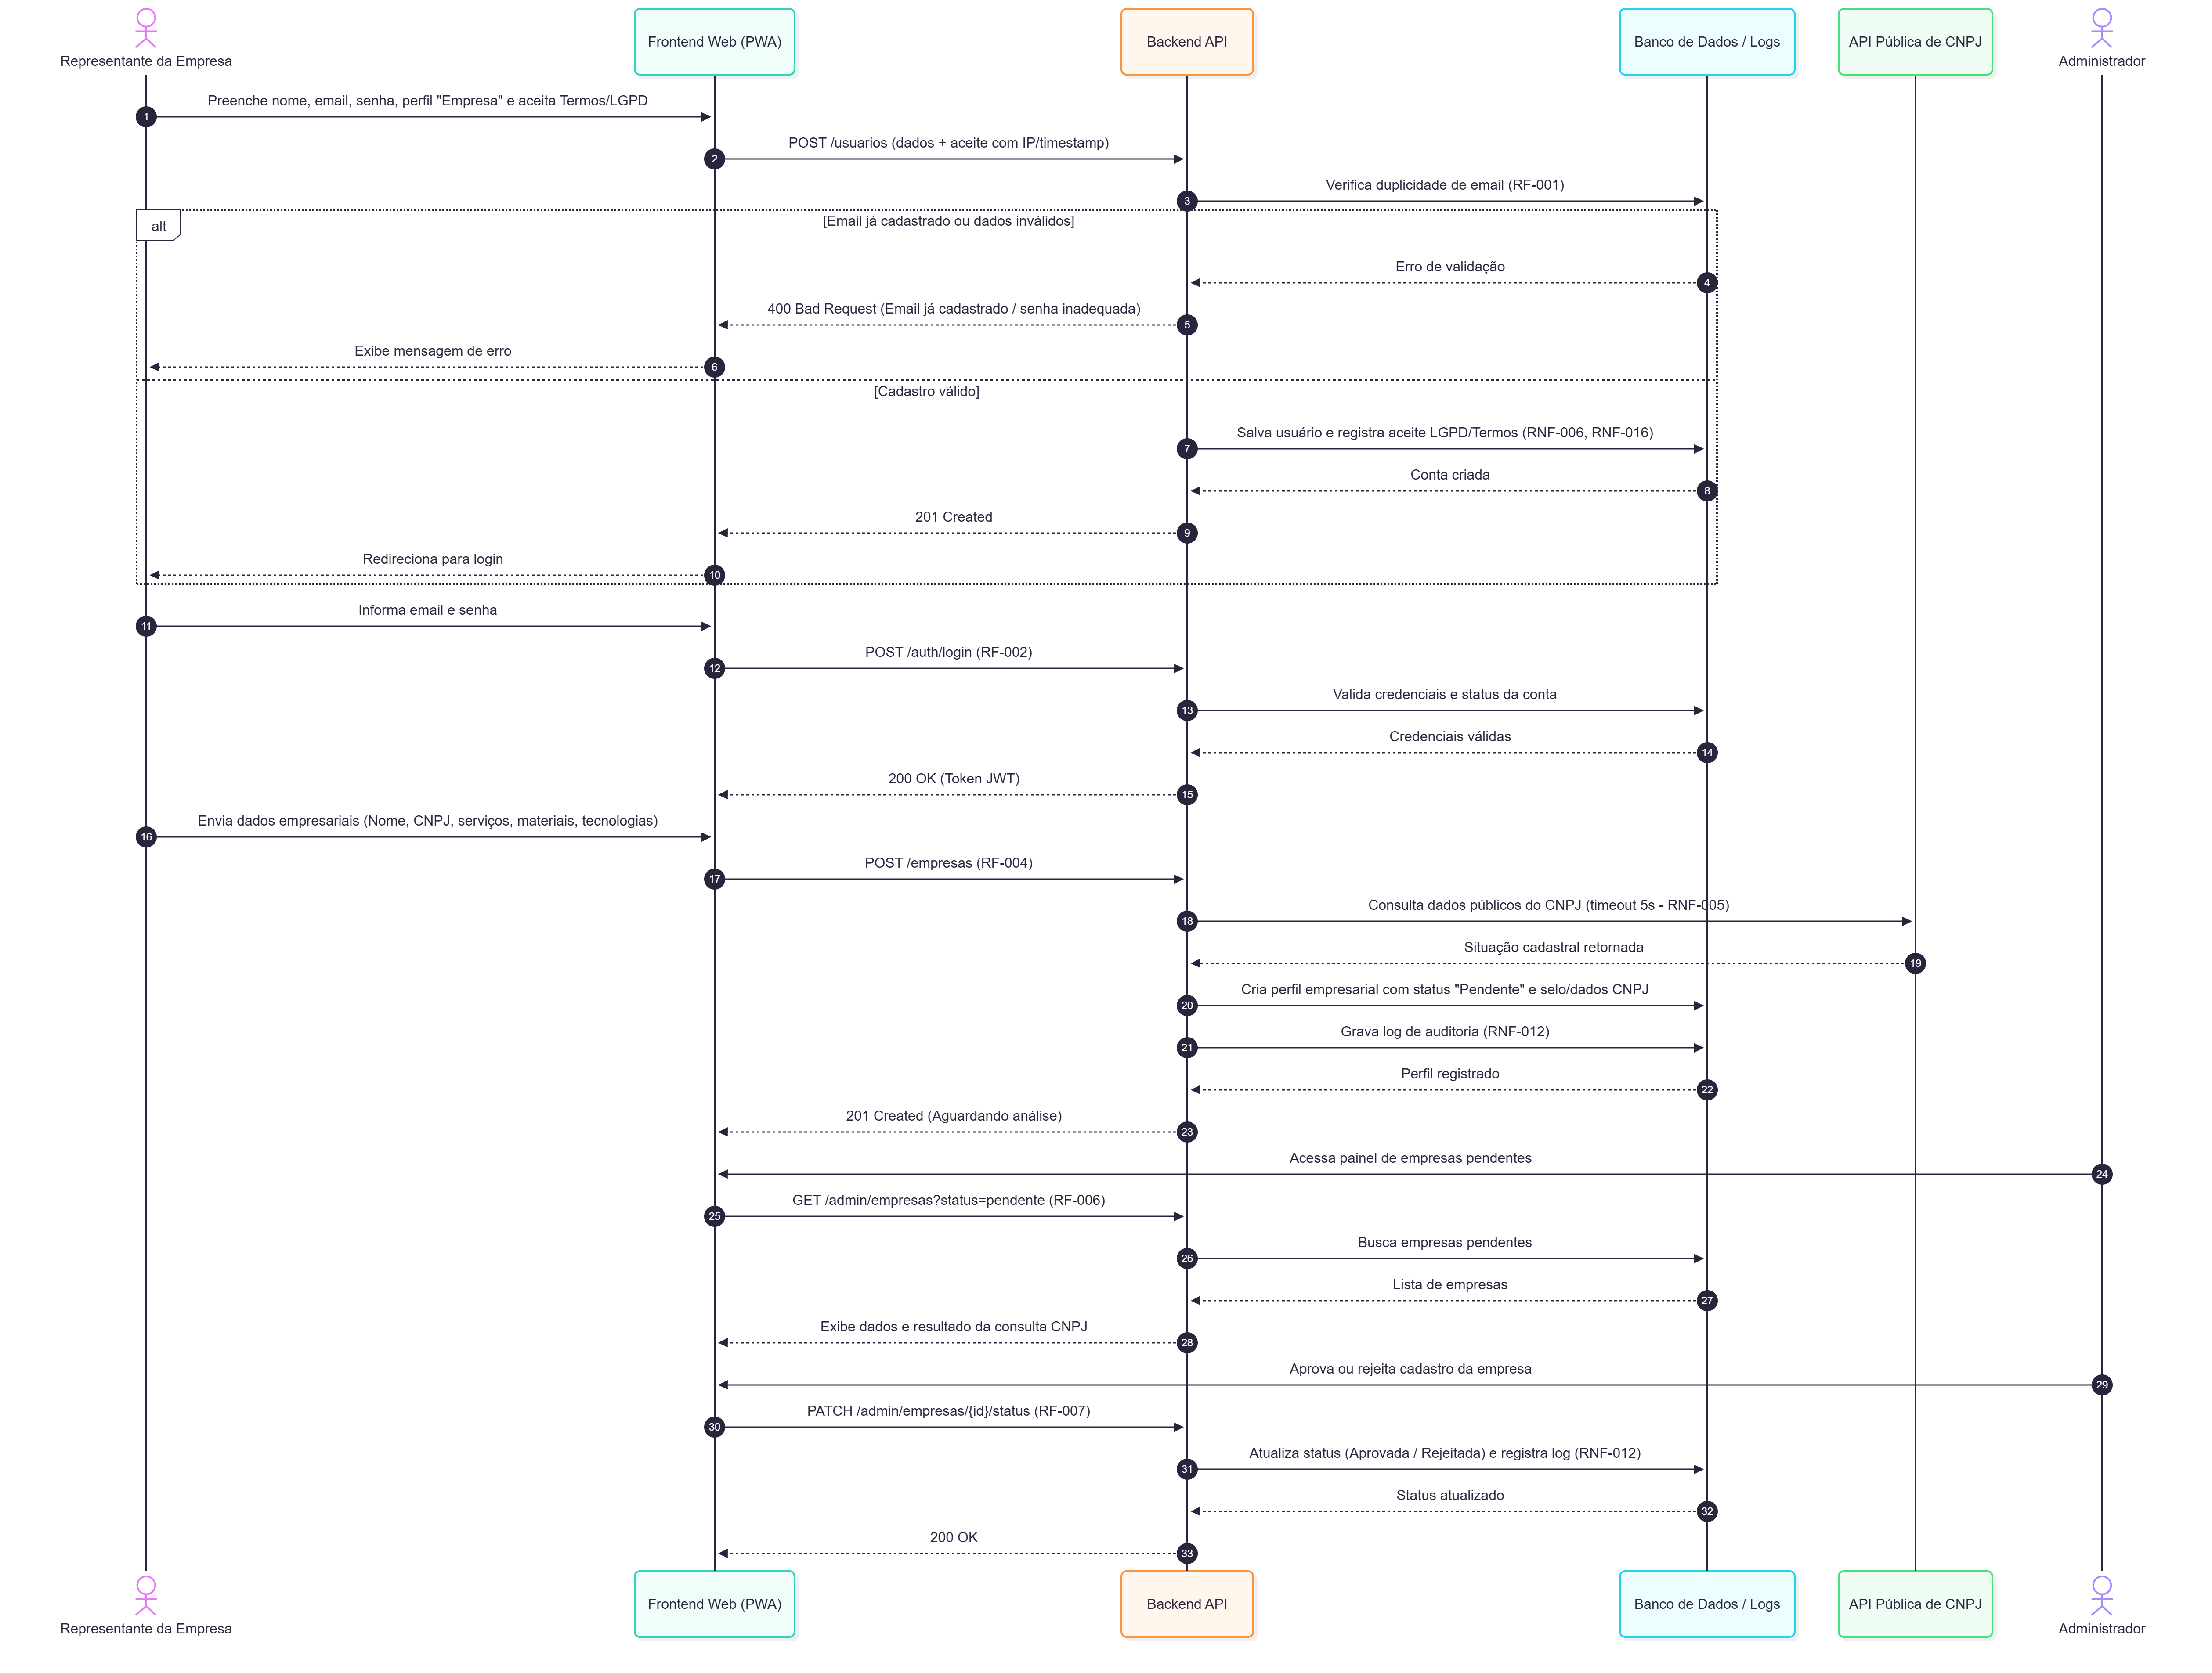 Representante da Empresa
Frontend Web (PWA)
Backend API
Banco de Dados / Logs
API Pública de CNPJ
Administrador
Preenche nome, email, senha, perfil "Empresa" e aceita Termos/LGPD
1
POST /usuarios (dados + aceite com IP/timestamp)
2
Verifica duplicidade de email (RF-001)
3
alt
[Email já cadastrado ou dados inválidos]
Erro de validação
4
400 Bad Request (Email já cadastrado / senha inadequada)
5
Exibe mensagem de erro
6
[Cadastro válido]
Salva usuário e registra aceite LGPD/Termos (RNF-006, RNF-016)
7
Conta criada
8
201 Created
9
Redireciona para login
10
Informa email e senha
11
POST /auth/login (RF-002)
12
Valida credenciais e status da conta
13
Credenciais válidas
14
200 OK (Token JWT)
15
Envia dados empresariais (Nome, CNPJ, serviços, materiais, tecnologias)
16
POST /empresas (RF-004)
17
Consulta dados públicos do CNPJ (timeout 5s - RNF-005)
18
Situação cadastral retornada
19
Cria perfil empresarial com status "Pendente" e selo/dados CNPJ
20
Grava log de auditoria (RNF-012)
21
Perfil registrado
22
201 Created (Aguardando análise)
23
Acessa painel de empresas pendentes
24
GET /admin/empresas?status=pendente (RF-006)
25
Busca empresas pendentes
26
Lista de empresas
27
Exibe dados e resultado da consulta CNPJ
28
Aprova ou rejeita cadastro da empresa
29
PATCH /admin/empresas/{id}/status (RF-007)
30
Atualiza status (Aprovada / Rejeitada) e registra log (RNF-012)
31
Status atualizado
32
200 OK
33
Representante da Empresa
Frontend Web (PWA)
Backend API
Banco de Dados / Logs
API Pública de CNPJ
Administrador